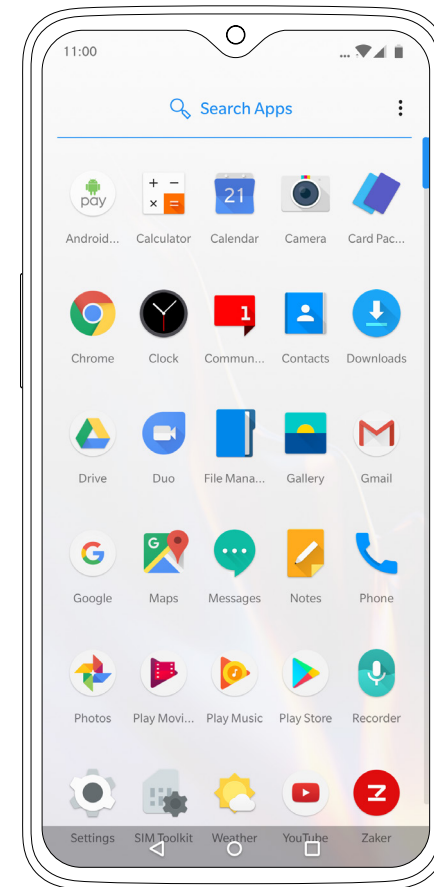 11:00
...
Search Apps
pay
+ −
× =
21
Android... Calculator Calendar Camera Card Pac...
1
Chrome Clock Commun... Contacts Downloads
Drive Duo File Mana... Gallery Gmail
G
G
Google Maps Messages Notes Phone
Photos Play Movi... Play Music Play Store Recorder
Settings SIM Toolkit Weather YouTube Zaker